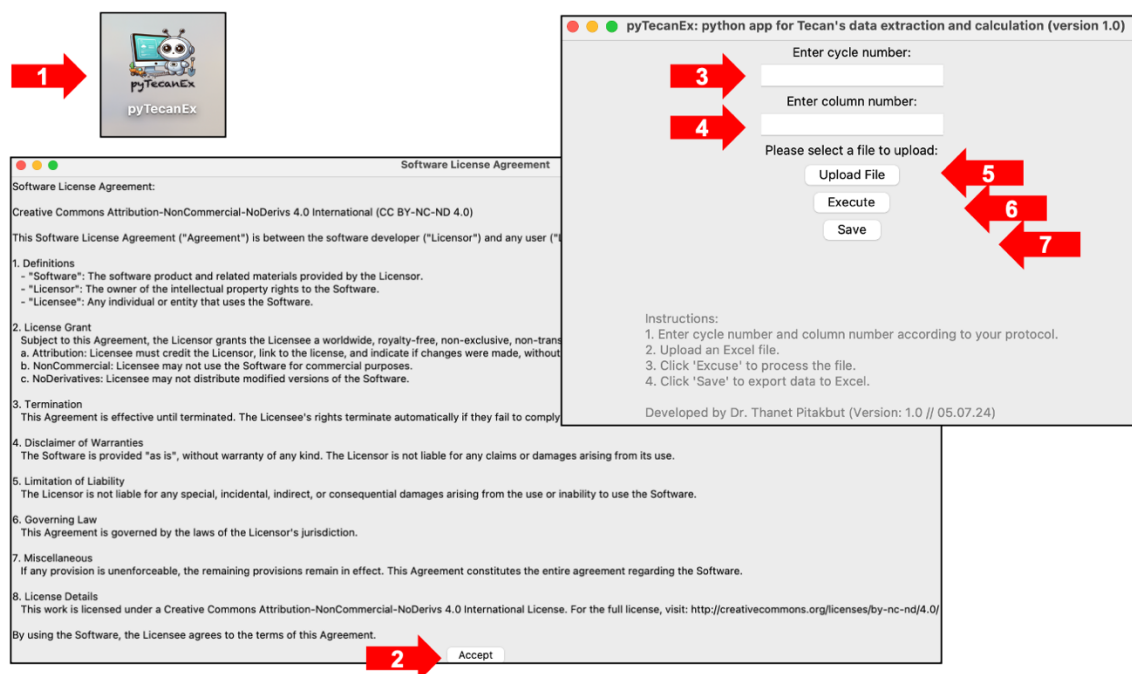 1
pyTecanEx
pyTecanEx
pyTecanEx: python app for Tecan's data extraction and calculation (version 1.0)
Enter cycle number:
3
Enter column number:
4
Please select a file to upload:
Upload File
5
Execute
6
Save
7
Instructions:
1. Enter cycle number and column number according to your protocol.
2. Upload an Excel file.
3. Click 'Excuse' to process the file.
4. Click 'Save' to export data to Excel.
Developed by Dr. Thanet Pitakbut (Version: 1.0 // 05.07.24)
Software License Agreement
Software License Agreement:
Creative Commons Attribution-NonCommercial-NoDerivs 4.0 International (CC BY-NC-ND 4.0)
This Software License Agreement ("Agreement") is between the software developer ("Licensor") and any user ("L
1. Definitions
- "Software": The software product and related materials provided by the Licensor.
- "Licensor": The owner of the intellectual property rights to the Software.
- "Licensee": Any individual or entity that uses the Software.
2. License Grant
Subject to this Agreement, the Licensor grants the Licensee a worldwide, royalty-free, non-exclusive, non-trans
a. Attribution: Licensee must credit the Licensor, link to the license, and indicate if changes were made, without
b. NonCommercial: Licensee may not use the Software for commercial purposes.
c. NoDerivatives: Licensee may not distribute modified versions of the Software.
3. Termination
This Agreement is effective until terminated. The Licensee's rights terminate automatically if they fail to comply
4. Disclaimer of Warranties
The Software is provided "as is", without warranty of any kind. The Licensor is not liable for any claims or damages arising from its use.
5. Limitation of Liability
The Licensor is not liable for any special, incidental, indirect, or consequential damages arising from the use or inability to use the Software.
6. Governing Law
This Agreement is governed by the laws of the Licensor's jurisdiction.
7. Miscellaneous
If any provision is unenforceable, the remaining provisions remain in effect. This Agreement constitutes the entire agreement regarding the Software.
8. License Details
This work is licensed under a Creative Commons Attribution-NonCommercial-NoDerivs 4.0 International License. For the full license, visit: http://creativecommons.org/licenses/by-nc-nd/4.0/
By using the Software, the Licensee agrees to the terms of this Agreement.
2
Accept